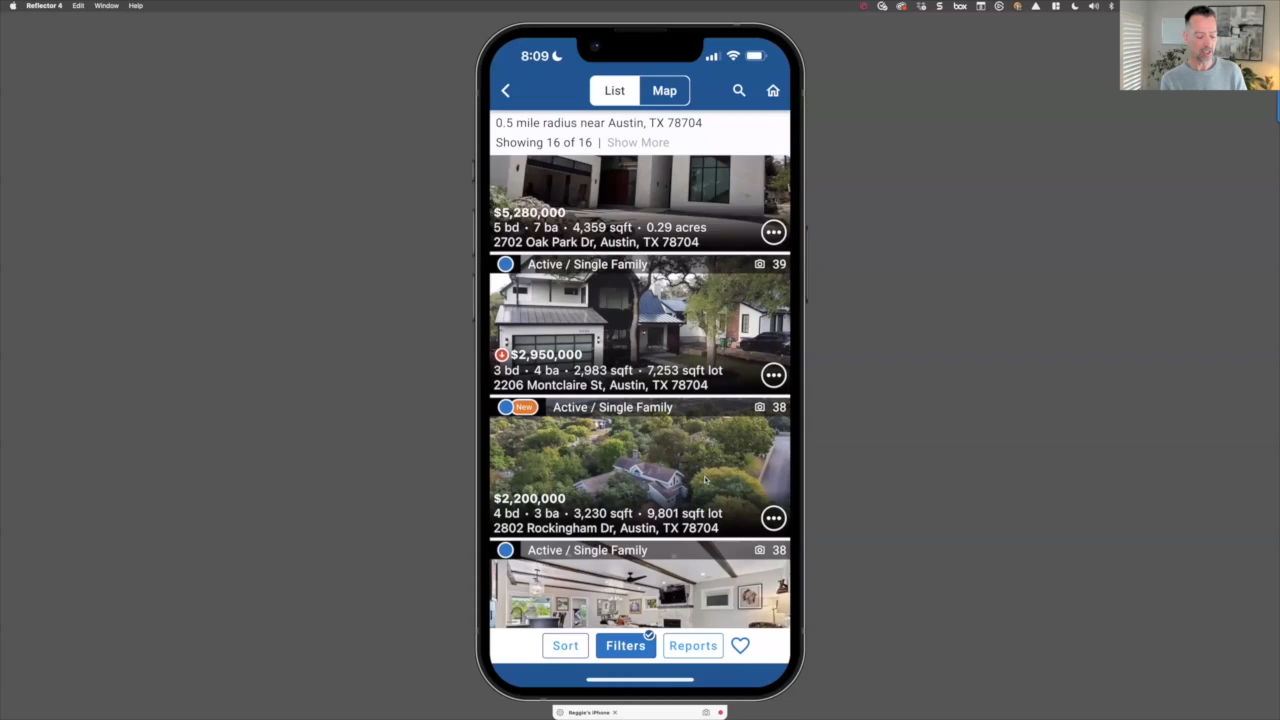 Reflector 4 Edit Window Help
box
8:09
List Map
0.5 mile radius near Austin, TX 78704
Showing 16 of 16 | Show More
$5,280,000
5 bd · 7 ba · 4,359 sqft · 0.29 acres
2702 Oak Park Dr, Austin, TX 78704
Active / Single Family 39
$2,950,000
3 bd · 4 ba · 2,983 sqft · 7,253 sqft lot
2206 Montclaire St, Austin, TX 78704
New Active / Single Family 38
$2,200,000
4 bd · 3 ba · 3,230 sqft · 9,801 sqft lot
2802 Rockingham Dr, Austin, TX 78704
Active / Single Family 38
Sort Filters Reports
Reggie's iPhone